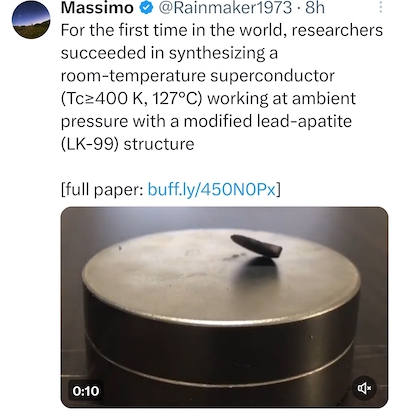 Massimo @Rainmaker1973 · 8h
For the first time in the world, researchers
succeeded in synthesizing a
room-temperature superconductor
(Tc≥400 K, 127°C) working at ambient
pressure with a modified lead-apatite
(LK-99) structure
[full paper: buff.ly/450N0Px]
0:10